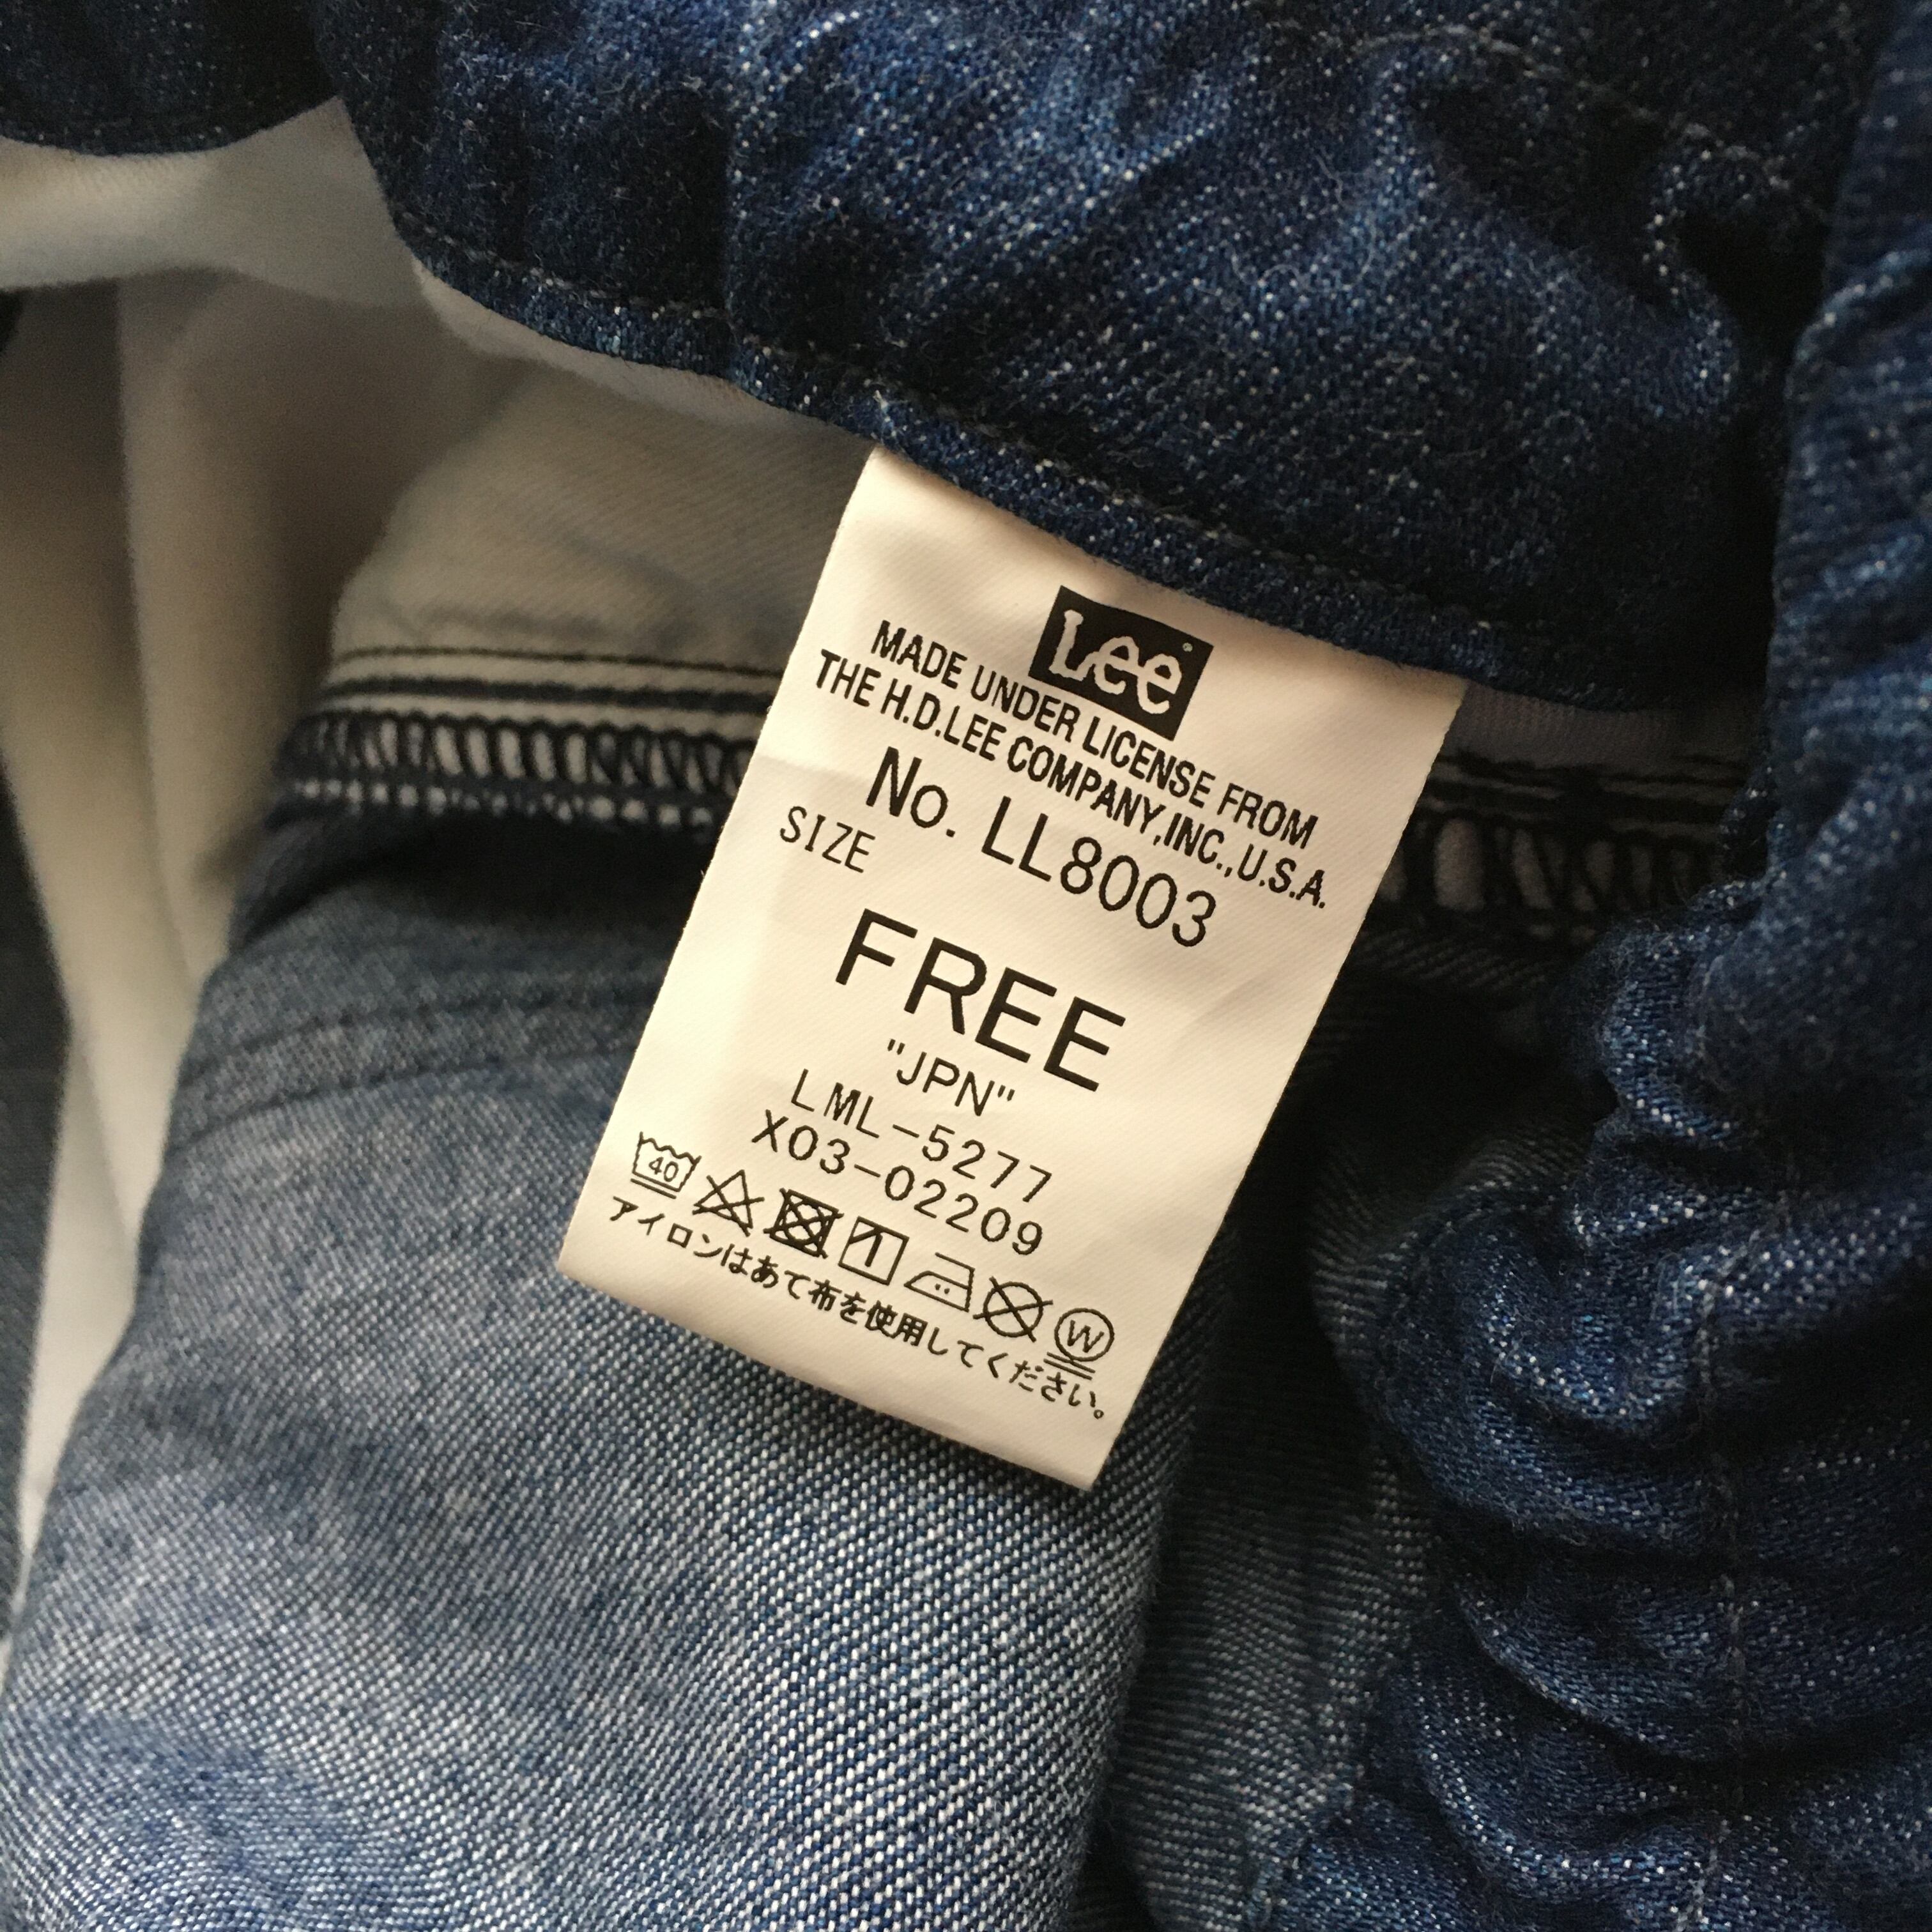 Lee
MADE UNDER LICENSE FROM
THE H.D.LEE COMPANY,INC.,U.S.A.
No. LL8003
SIZE
FREE
"JPN"
LML-5277
X03-02209
40 W
アイロンはあて布を使用してください。